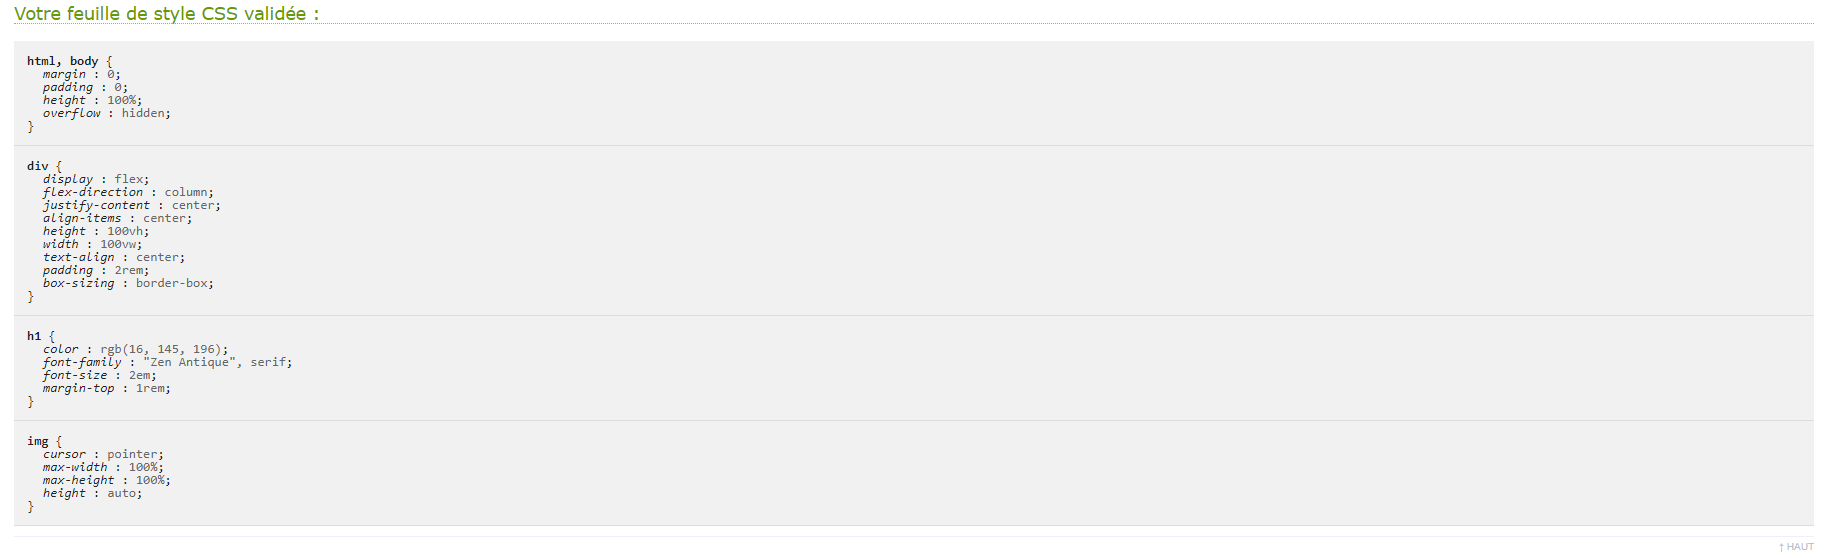 Votre feuille de style CSS validée :
html, body {
margin : 0;
padding : 0;
height : 100%;
overflow : hidden;
}
div {
display : flex;
flex-direction : column;
justify-content : center;
align-items : center;
height : 100vh;
width : 100vw;
text-align : center;
padding : 2rem;
box-sizing : border-box;
}
h1 {
color : rgb(16, 145, 196);
font-family : "Zen Antique", serif;
font-size : 2em;
margin-top : 1rem;
}
img {
cursor : pointer;
max-width : 100%;
max-height : 100%;
height : auto;
}
↑ HAUT